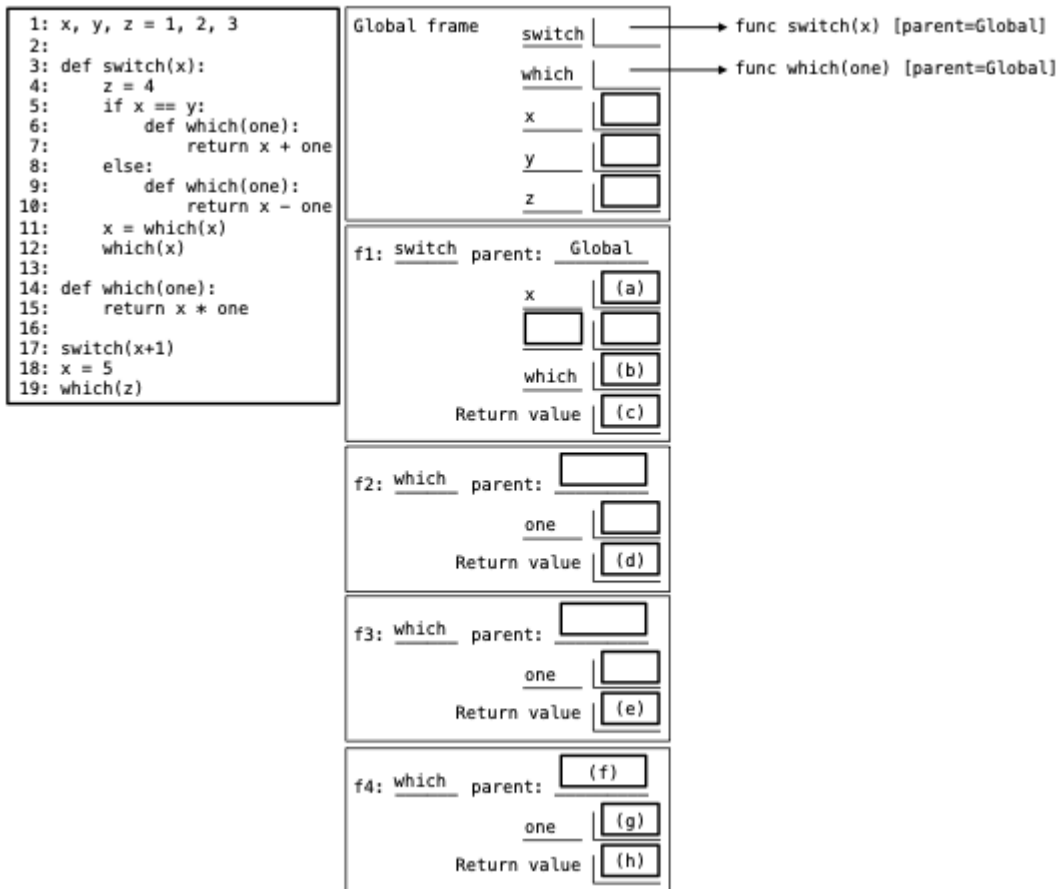 1: x, y, z = 1, 2, 3
2:
3: def switch(x):
4:     z = 4
5:     if x == y:
6:         def which(one):
7:             return x + one
8:     else:
9:         def which(one):
10:             return x − one
11:     x = which(x)
12:     which(x)
13:
14: def which(one):
15:     return x * one
16:
17: switch(x+1)
18: x = 5
19: which(z)
Global frame
switch func switch(x) [parent=Global]
which func which(one) [parent=Global]
x
y
z
f1: switch parent: Global
x (a)
which (b)
Return value (c)
f2: which parent:
one
Return value (d)
f3: which parent:
one
Return value (e)
f4: which parent: (f)
one (g)
Return value (h)